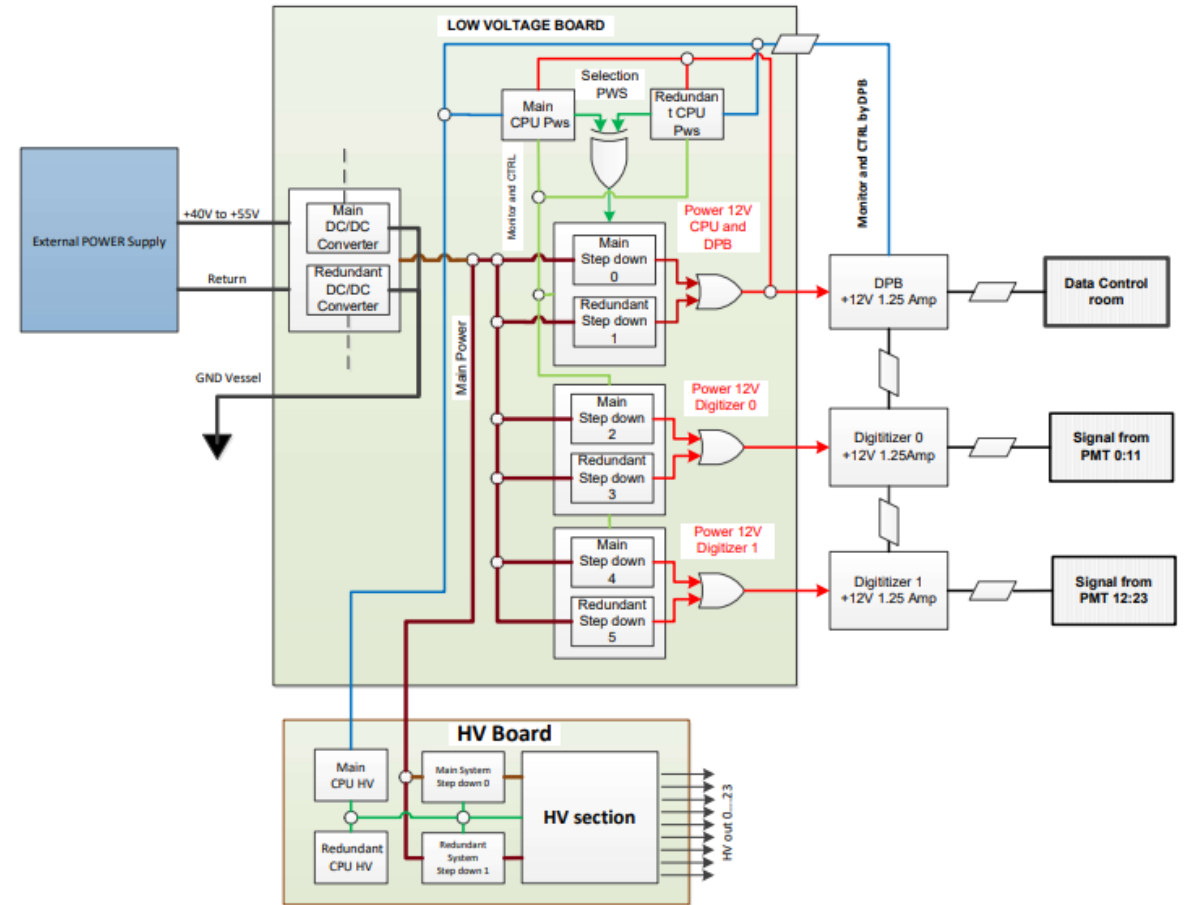 LOW VOLTAGE BOARD
Selection
PWS
Main
CPU Pws
Redundan
t CPU
Pws
Monitor and CTRL
Monitor and CTRL by DPB
External POWER Supply
+40V to +55V
Return
GND Vessel
Main
DC/DC
Converter
Redundant
DC/DC
Converter
Main Power
Main
Step down
0
Redundant
Step down
1
Power 12V
CPU and
DPB
DPB
+12V 1.25 Amp
Data Control
room
Main
Step down
2
Redundant
Step down
3
Power 12V
Digitizer 0
Digititizer 0
+12V 1.25Amp
Signal from
PMT 0:11
Main
Step down
4
Redundant
Step down
5
Power 12V
Digitizer 1
Digititizer 1
+12V 1.25 Amp
Signal from
PMT 12:23
HV Board
Main
CPU HV
Redundant
CPU HV
Main System
Step down 0
Redundant
System
Step down 1
HV section
HV out 0....23